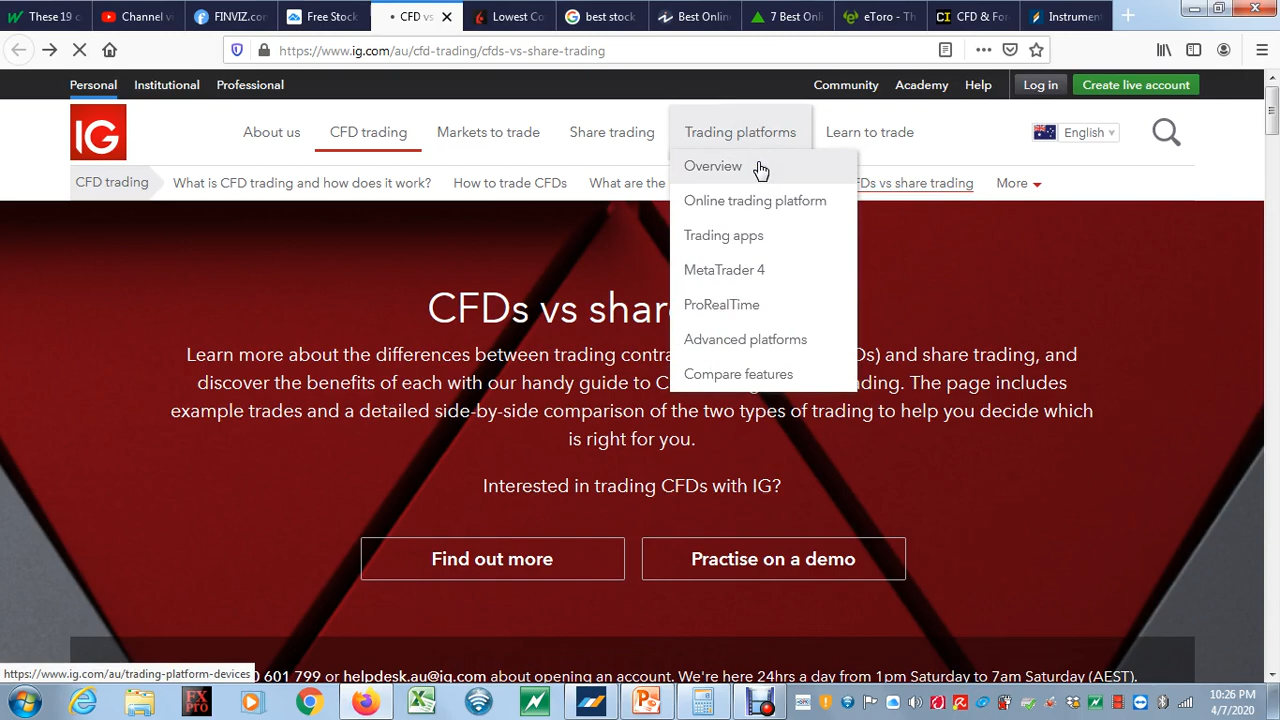 These 19 c
Channel v
FINVIZ.co
Free Stock
CFD vs
Lowest Co
best stock
Best Onlin
7 Best Onl
eToro - Th
CFD & For
Instrument
https://www.ig.com/au/cfd-trading/cfds-vs-share-trading
Personal Institutional Professional
Community Academy Help Log in Create live account
IG
About us CFD trading Markets to trade Share trading Trading platforms Learn to trade
English
CFD trading What is CFD trading and how does it work? How to trade CFDs What are the
Ds vs share trading More
Overview
Online trading platform
Trading apps
MetaTrader 4
ProRealTime
Advanced platforms
Compare features
CFDs vs shar
Learn more about the differences between trading contra
Ds) and share trading, and
discover the benefits of each with our handy guide to C
ding. The page includes
example trades and a detailed side-by-side comparison of the two types of trading to help you decide which
is right for you.
Interested in trading CFDs with IG?
Find out more
Practise on a demo
601 799 or helpdesk.au@ig.com about opening an account. We're here 24hrs a day from 1pm Saturday to 7am Saturday (AEST).
https://www.ig.com/au/trading-platform-devices
FX PRO
10:26 PM
4/7/2020